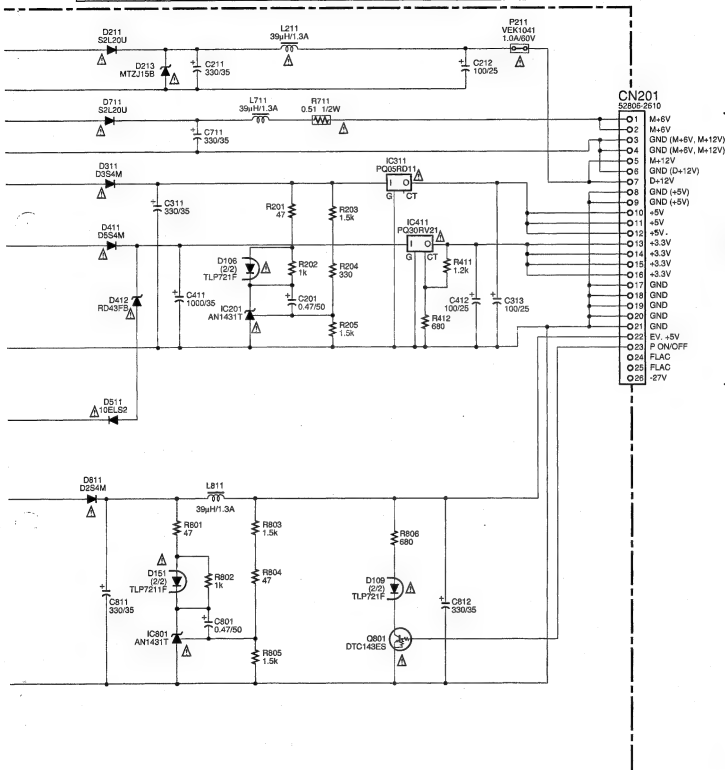 D211
S2L20U
L211
39µH/1.3A
P211
VEK1041
1.0A/60V
D213
MTZJ15B
+
C211
330/35
+
C212
100/25
CN201
52806-2610
D711
S2L20U
L711
39µH/1.3A
R711
0.51 1/2W
+
C711
330/35
1 M+6V
2 M+6V
3 GND (M+6V, M+12V)
4 GND (M+6V, M+12V)
5 M+12V
6 GND (D+12V)
7 D+12V
8 GND (+5V)
9 GND (+5V)
10 +5V
11 +5V
12 +5V
13 +3.3V
14 +3.3V
15 +3.3V
16 +3.3V
17 GND
18 GND
19 GND
20 GND
21 GND
22 EV. +5V
23 P ON/OFF
24 FLAC
25 FLAC
26 -27V
D311
D3S4M
IC311
PQ05RD11
I O
G CT
+
C311
330/35
R201
47
R203
1.5k
IC411
PQ30RV21
I O
G CT
D411
D5S4M
D106
(2/2)
TLP721F
R202
1k
R204
330
R411
1.2k
D412
RD43FB
+
C411
1000/35
+
C201
0.47/50
IC201
AN1431T
R205
1.5k
R412
680
+
C412
100/25
+
C313
100/25
D511
10ELS2
D811
D2S4M
L811
39µH/1.3A
R801
47
R803
1.5k
R806
680
D151
(2/2)
TLP7211F
R802
1k
R804
47
D109
(2/2)
TLP721F
+
C811
330/35
+
C801
0.47/50
+
C812
330/35
IC801
AN1431T
R805
1.5k
Q801
DTC143ES